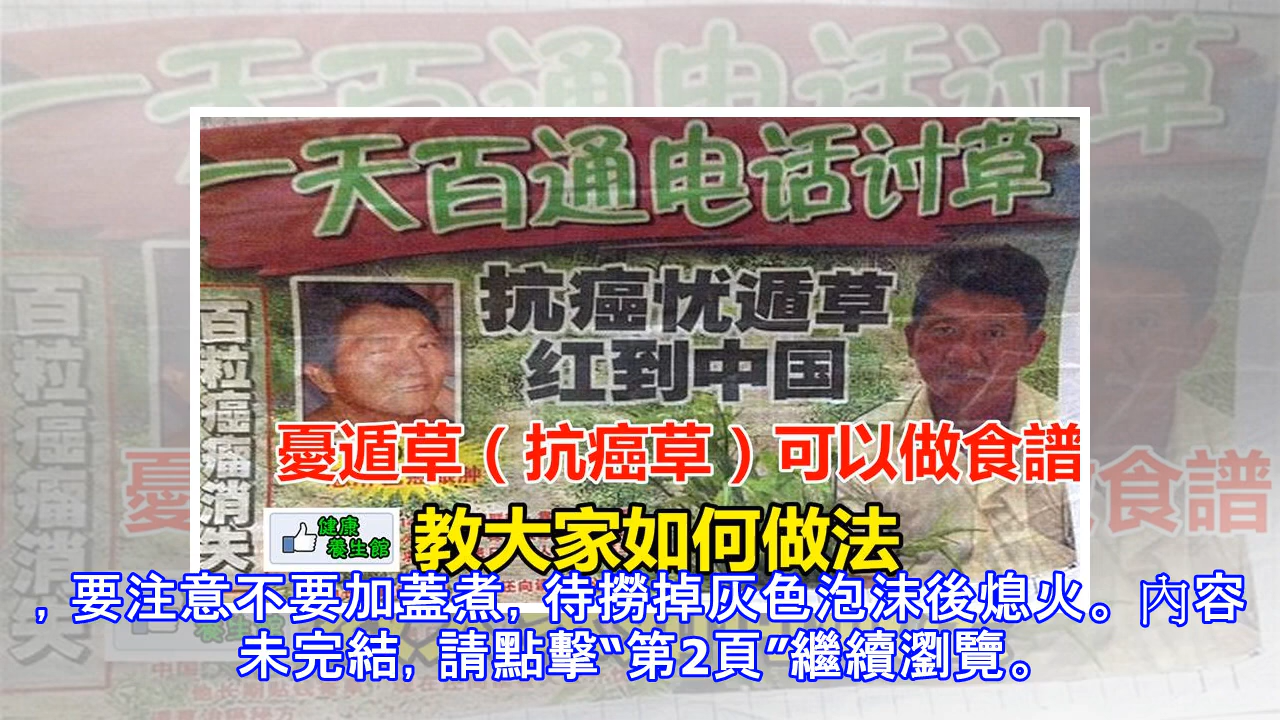 一天百通电话讨草
抗癌忧遁草
红到中国
百粒癌瘤消失
憂遁草（抗癌草）可以做食譜
健康
養生館
教大家如何做法
，要注意不要加蓋煮，待撈掉灰色泡沫後熄火。內容
未完結，請點擊“第2頁”繼續瀏覽。